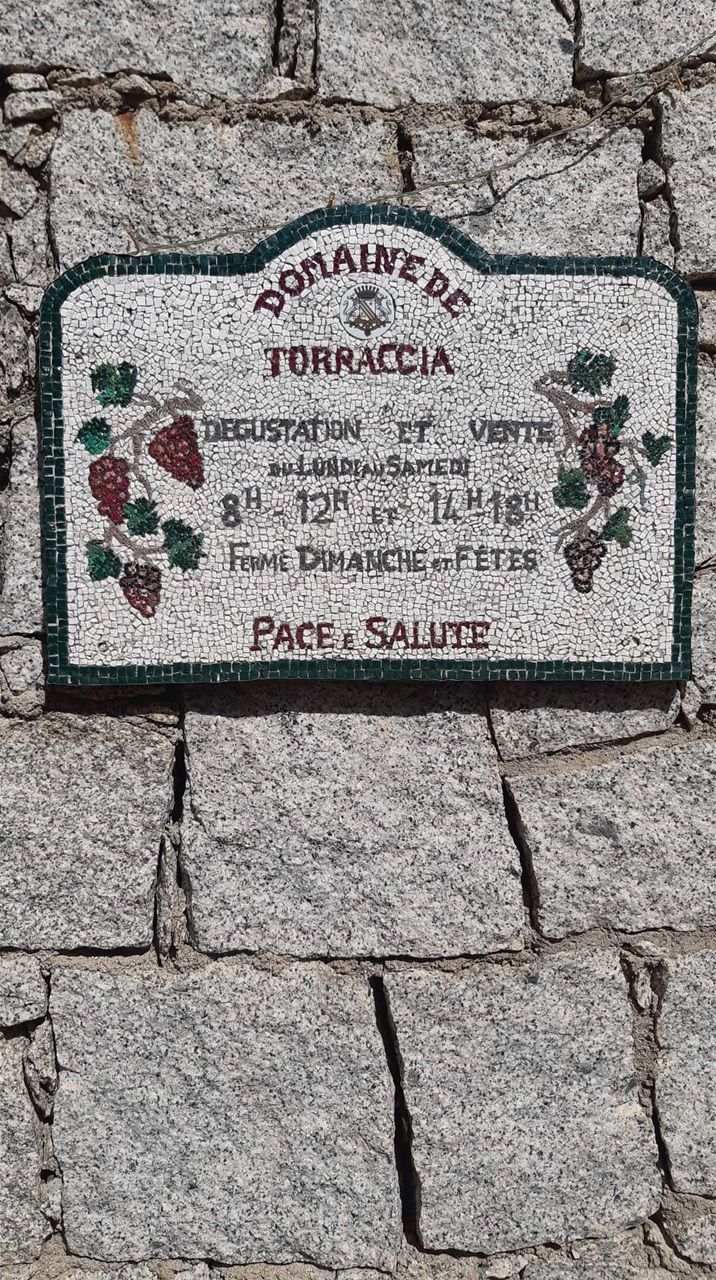 DOMAINE DE
TORRACCIA
DEGUSTATION ET VENTE
DU LUNDI AU SAMEDI
8H - 12H ET 14H 18H
FERME DIMANCHE ET FÊTES
PACE E SALUTE